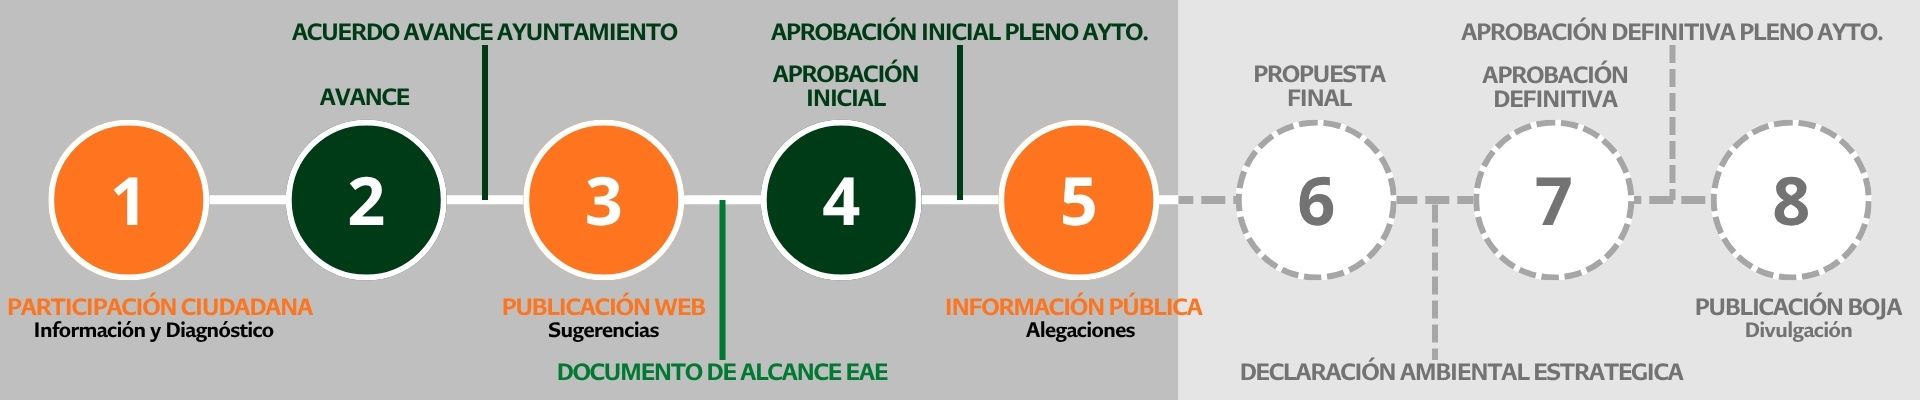 ACUERDO AVANCE AYUNTAMIENTO
APROBACIÓN INICIAL PLENO AYTO.
APROBACIÓN DEFINITIVA PLENO AYTO.
AVANCE
APROBACIÓN
INICIAL
PROPUESTA
FINAL
APROBACIÓN
DEFINITIVA
1
2
3
4
5
6
7
8
PARTICIPACIÓN CIUDADANA
Información y Diagnóstico
PUBLICACIÓN WEB
Sugerencias
INFORMACIÓN PÚBLICA
Alegaciones
PUBLICACIÓN BOJA
Divulgación
DOCUMENTO DE ALCANCE EAE
DECLARACIÓN AMBIENTAL ESTRATEGICA